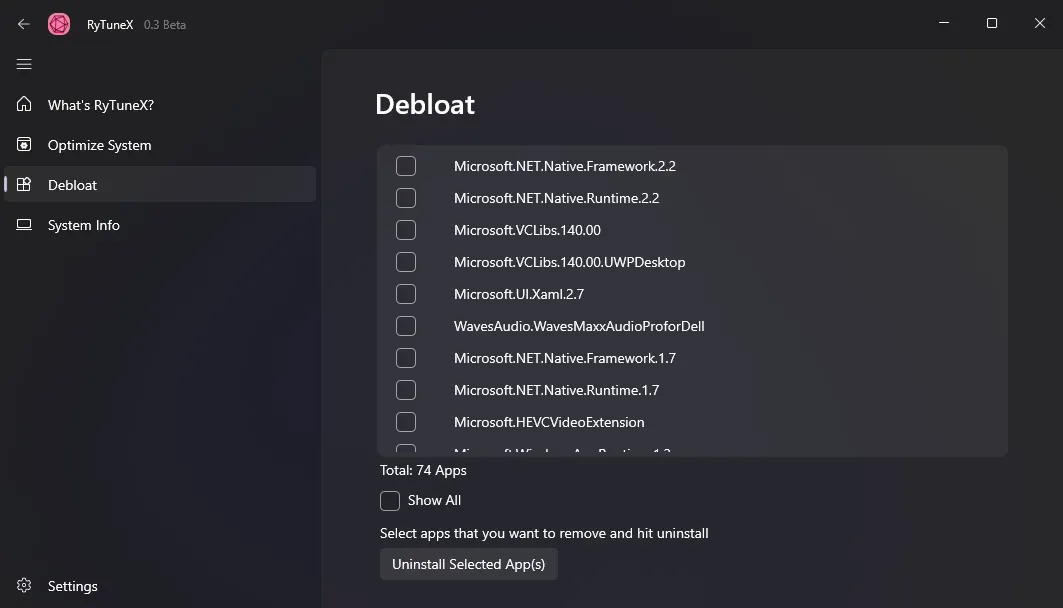 RyTuneX 0.3 Beta
What's RyTuneX?
Optimize System
Debloat
System Info
Settings
Debloat
Microsoft.NET.Native.Framework.2.2
Microsoft.NET.Native.Runtime.2.2
Microsoft.VCLibs.140.00
Microsoft.VCLibs.140.00.UWPDesktop
Microsoft.UI.Xaml.2.7
WavesAudio.WavesMaxxAudioProforDell
Microsoft.NET.Native.Framework.1.7
Microsoft.NET.Native.Runtime.1.7
Microsoft.HEVCVideoExtension
Total: 74 Apps
Show All
Select apps that you want to remove and hit uninstall
Uninstall Selected App(s)